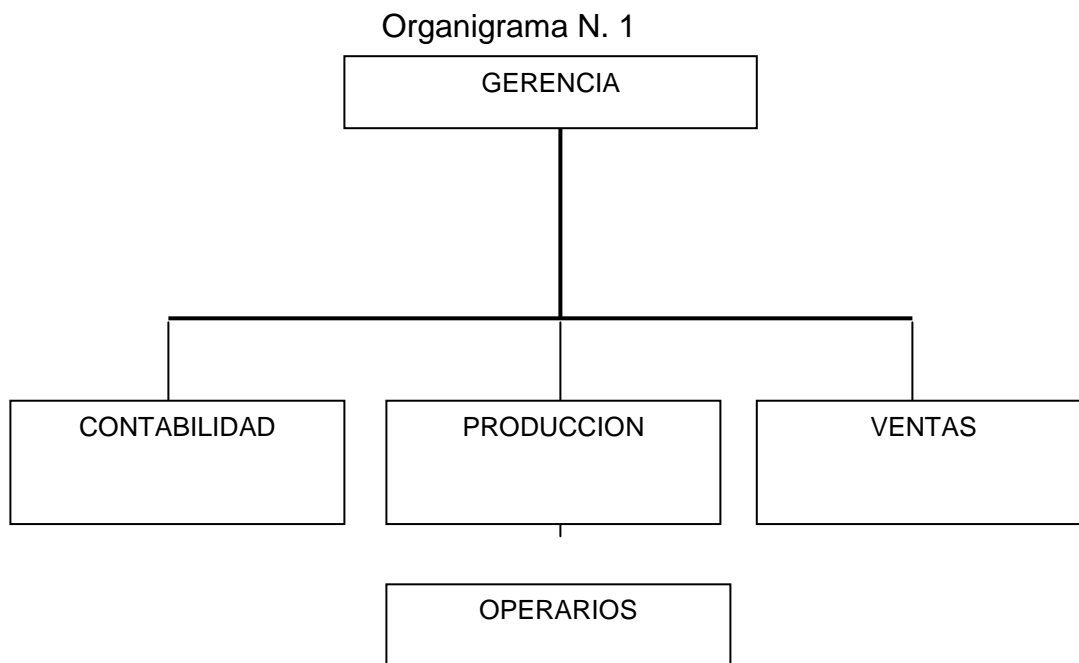 Organigrama N. 1
GERENCIA
CONTABILIDAD
PRODUCCION
VENTAS
OPERARIOS